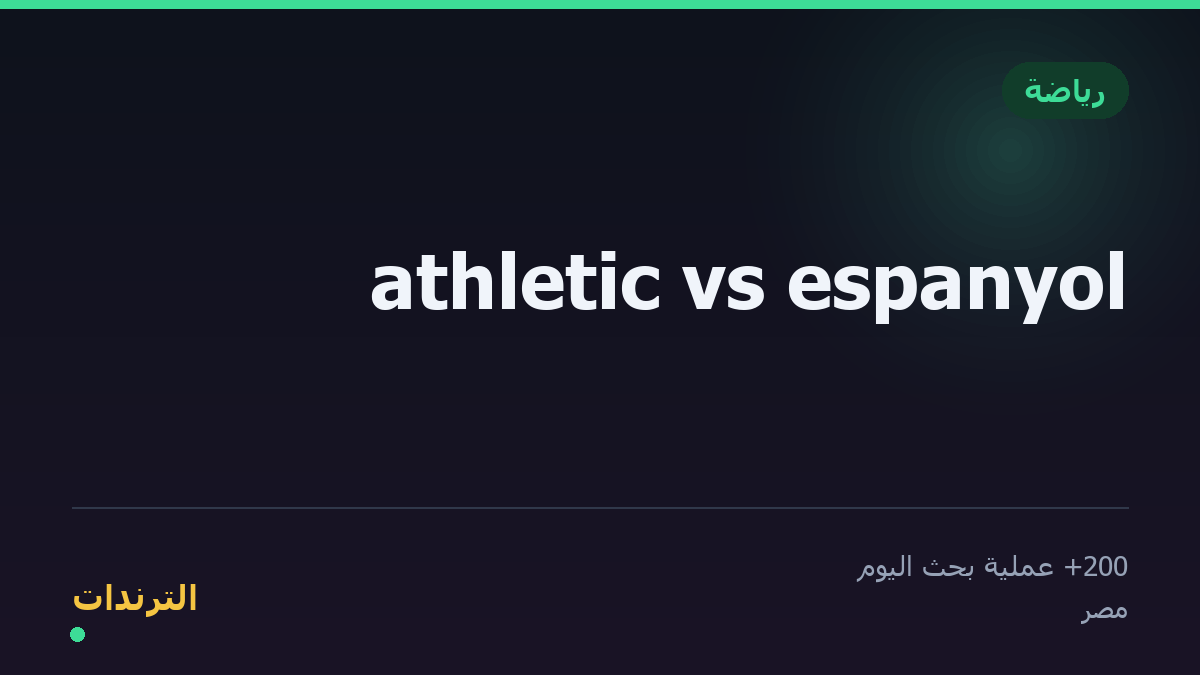 رياضة
athletic vs espanyol
200+ عملية بحث اليوم
مصر
الترندات